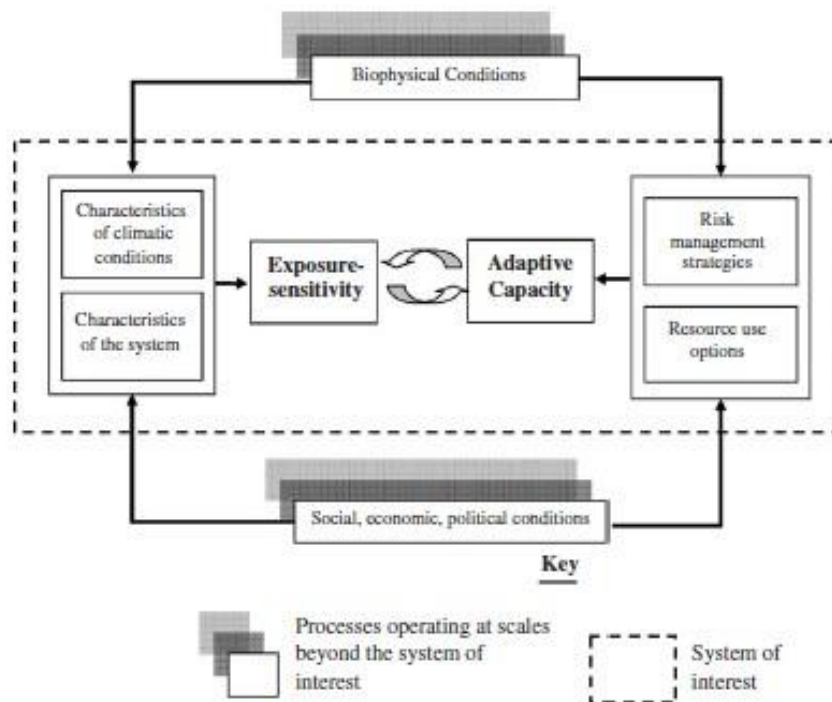 Biophysical Conditions
Characteristics
of climatic
conditions
Characteristics
of the system
Exposure-
sensitivity
Adaptive
Capacity
Risk
management
strategies
Resource use
options
Social, economic, political conditions
Key
Processes operating at scales
beyond the system of
interest
System of
interest